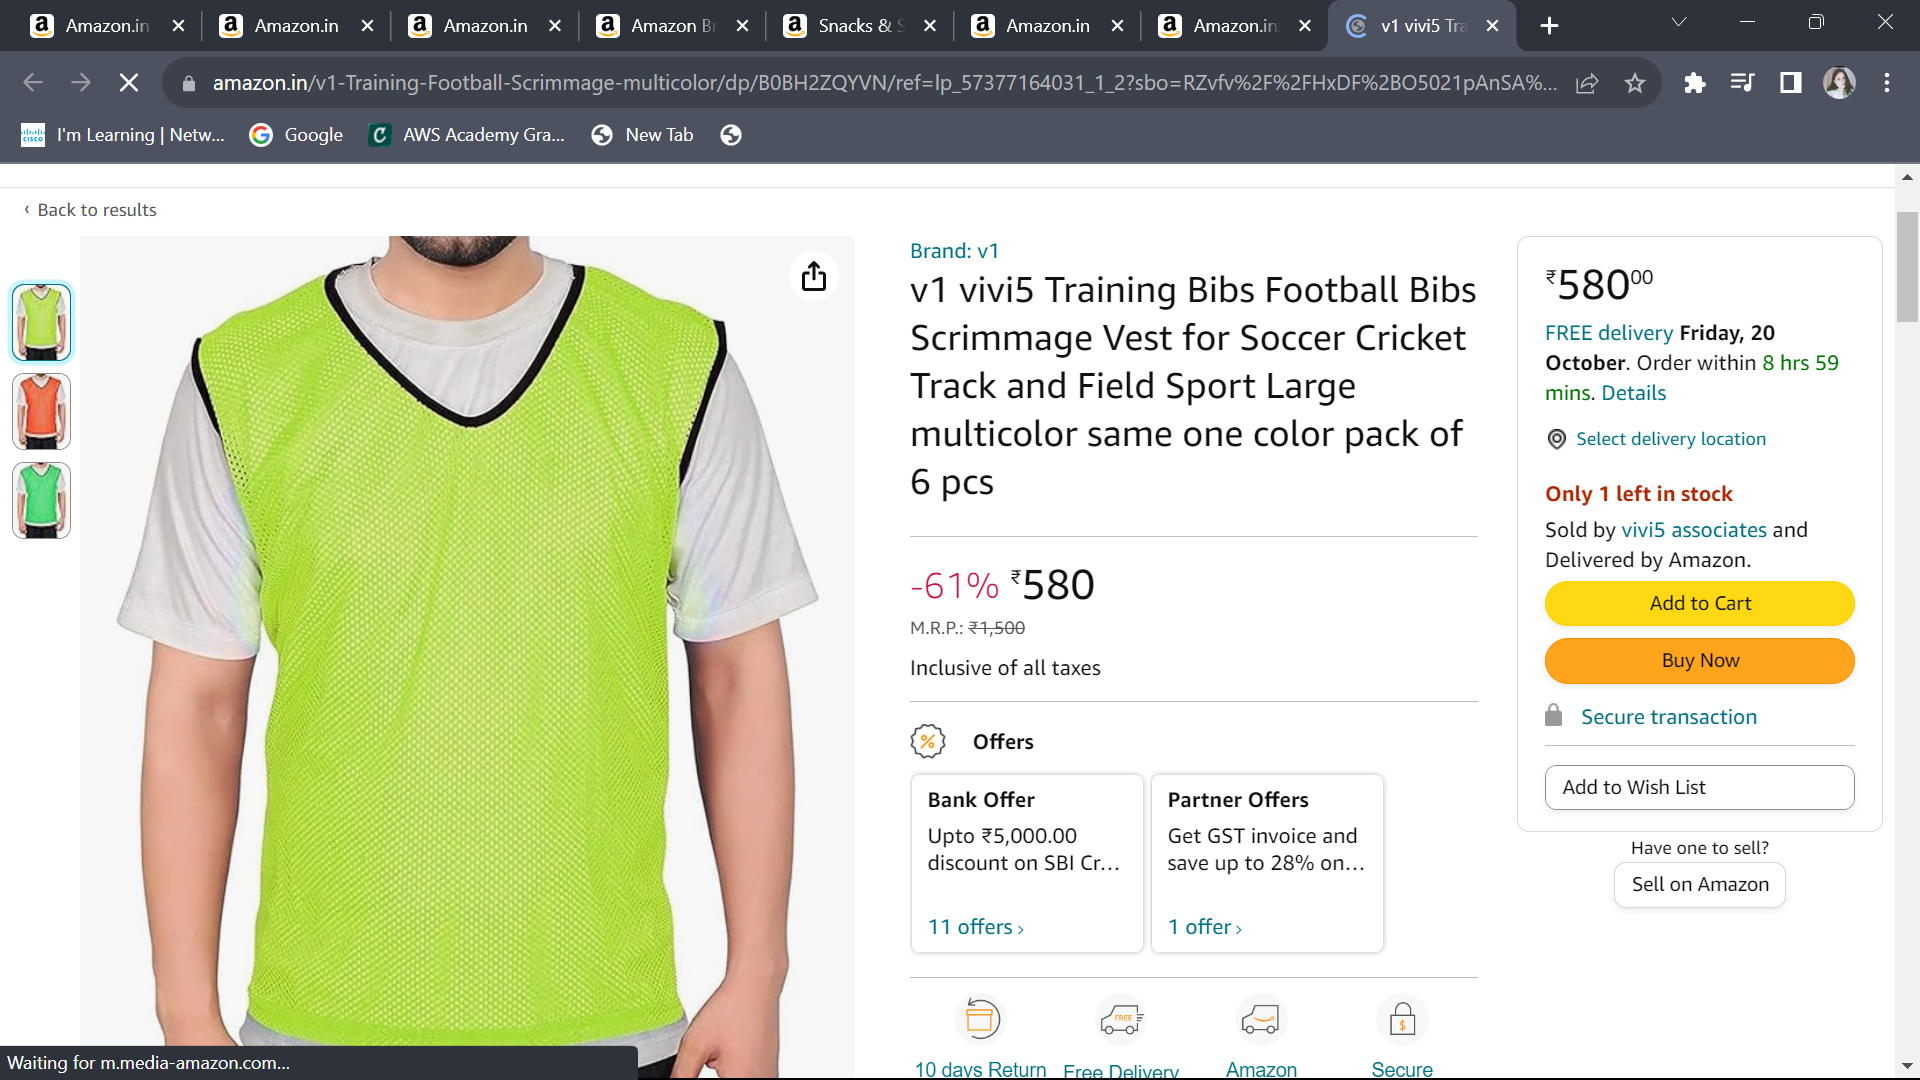 Amazon.in
Amazon.in
Amazon.in
Amazon Br
Snacks & S
Amazon.in
Amazon.in:
v1 vivi5 Tra
amazon.in/v1-Training-Football-Scrimmage-multicolor/dp/B0BH2ZQYVN/ref=lp_57377164031_1_2?sbo=RZvfv%2F%2FHxDF%2BO5021pAnSA%...
I'm Learning | Netw...
Google
AWS Academy Gra...
New Tab
‹ Back to results
Brand: v1
v1 vivi5 Training Bibs Football Bibs
Scrimmage Vest for Soccer Cricket
Track and Field Sport Large
multicolor same one color pack of
6 pcs
-61% ₹580
M.R.P.: ₹1,500
Inclusive of all taxes
Offers
Bank Offer
Upto ₹5,000.00
discount on SBI Cr...
11 offers ›
Partner Offers
Get GST invoice and
save up to 28% on...
1 offer ›
10 days Return
FREE
Free Delivery
Amazon
Secure
₹58000
FREE delivery Friday, 20
October. Order within 8 hrs 59
mins. Details
Select delivery location
Only 1 left in stock
Sold by vivi5 associates and
Delivered by Amazon.
Add to Cart
Buy Now
Secure transaction
Add to Wish List
Have one to sell?
Sell on Amazon
Waiting for m.media-amazon.com...